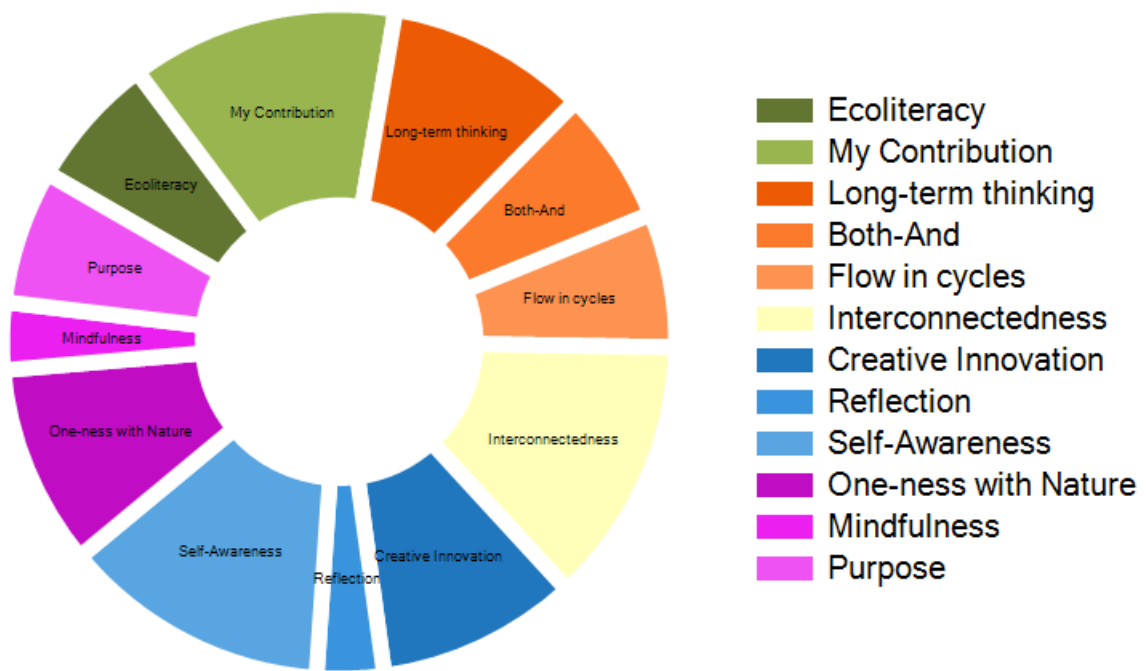 My Contribution
Long-term thinking
Ecoliteracy
Both-And
Purpose
Flow in cycles
Mindfulness
One-ness with Nature
Interconnectedness
Self-Awareness
Creative Innovation
Reflection
Ecoliteracy
My Contribution
Long-term thinking
Both-And
Flow in cycles
Interconnectedness
Creative Innovation
Reflection
Self-Awareness
One-ness with Nature
Mindfulness
Purpose